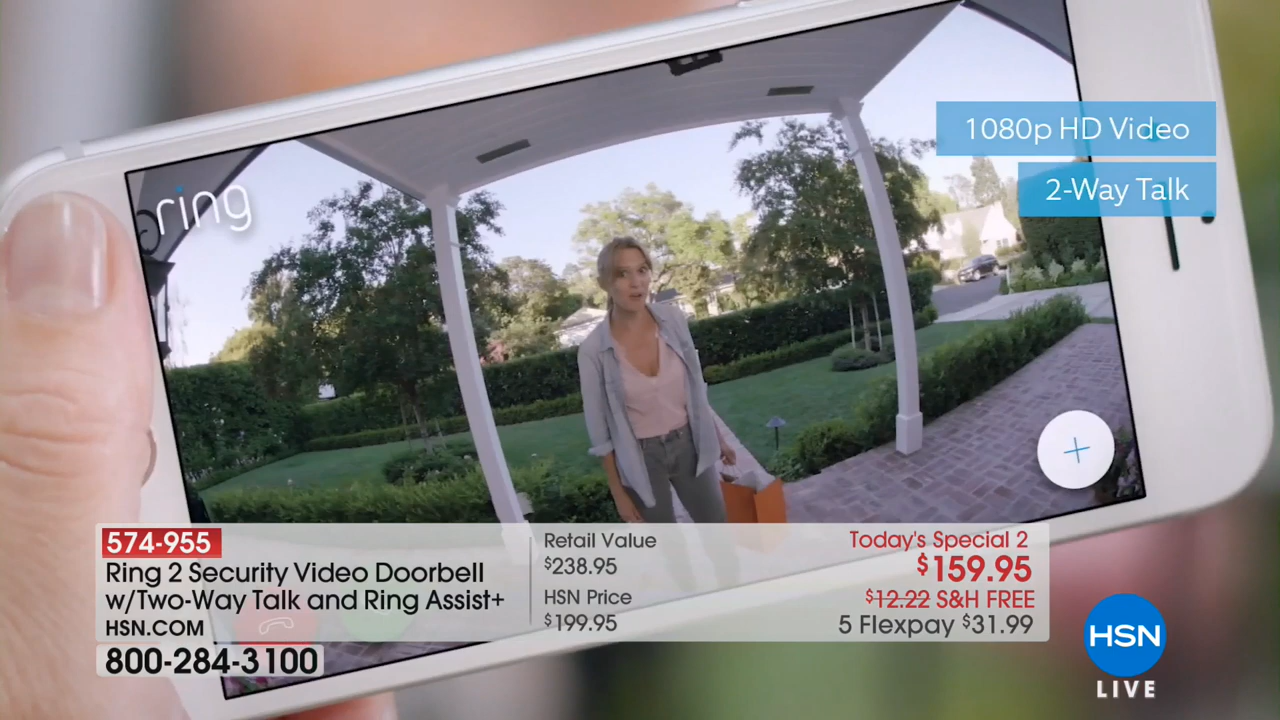 ring
1080p HD Video
2-Way Talk
574-955
Ring 2 Security Video Doorbell
w/Two-Way Talk and Ring Assist+
HSN.COM
800-284-3100
Retail Value
$238.95
HSN Price
$199.95
Today's Special 2
$159.95
$12.22 S&H FREE
5 Flexpay $31.99
HSN
LIVE